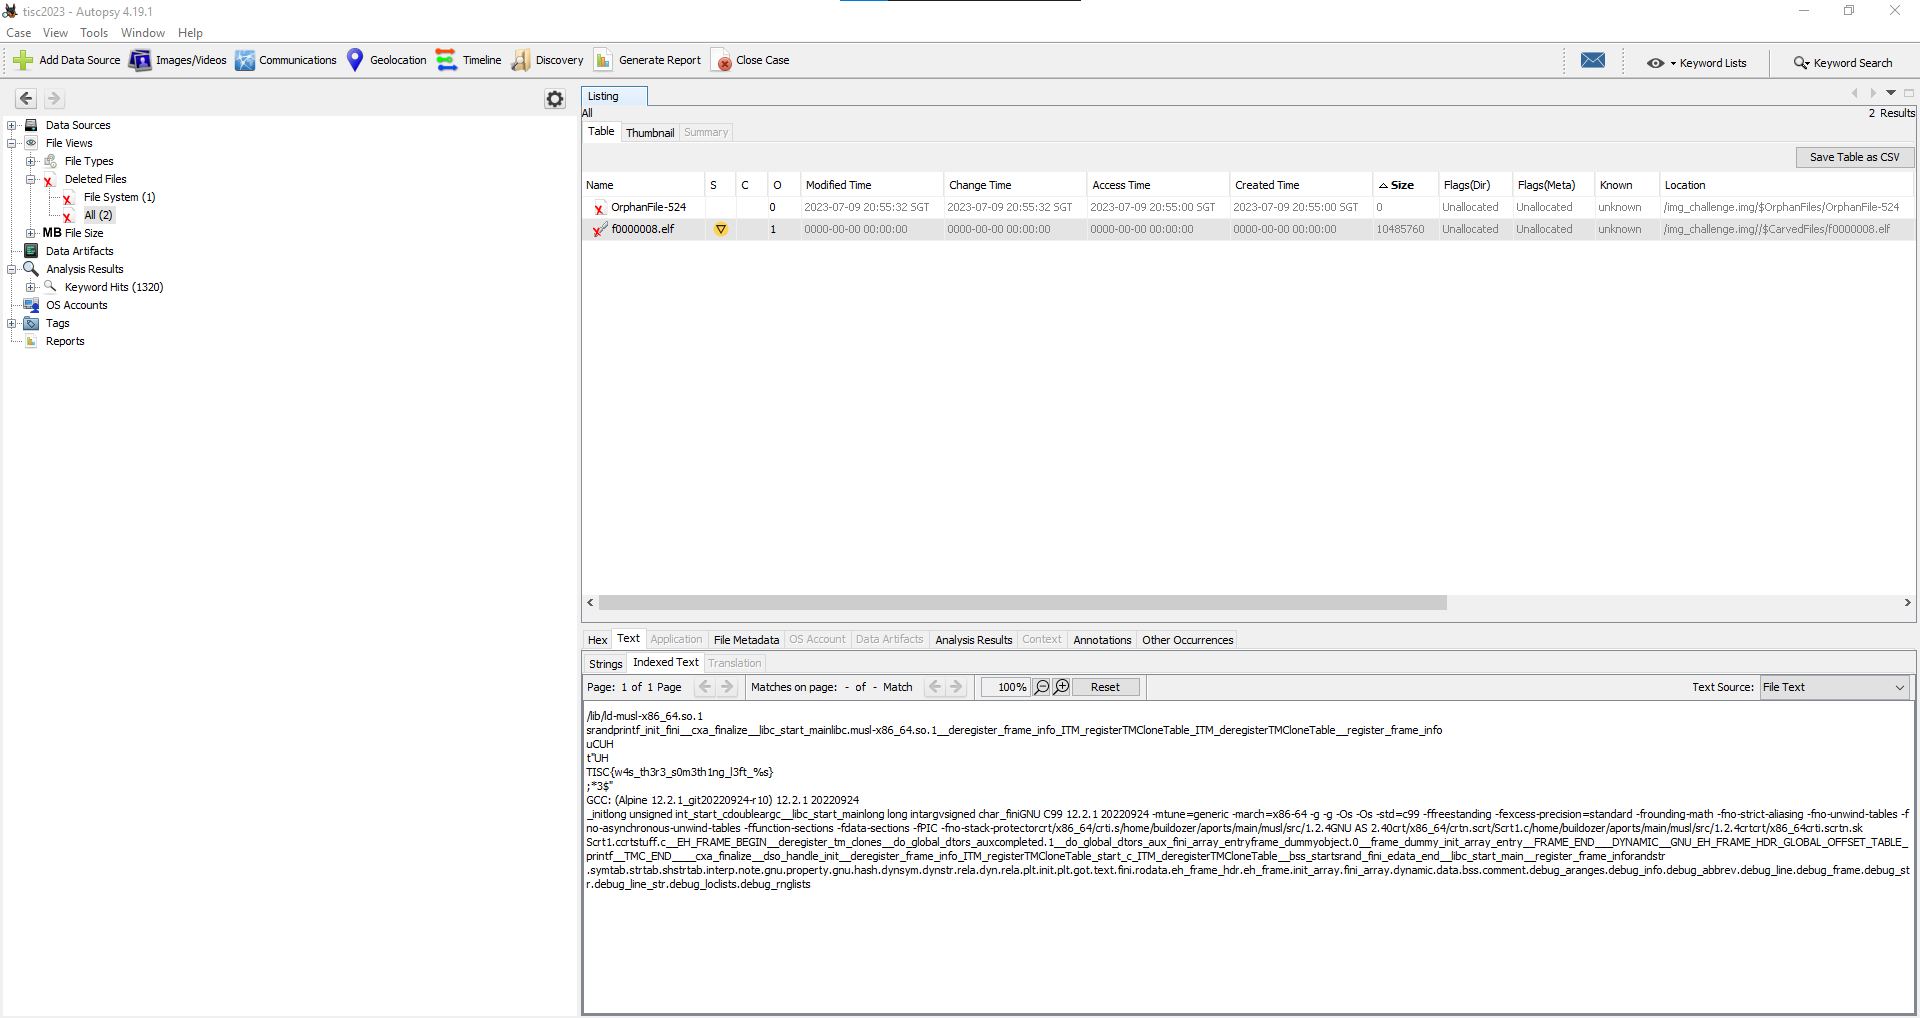 tisc2023 - Autopsy 4.19.1
Case View Tools Window Help
Add Data Source Images/Videos Communications Geolocation Timeline Discovery Generate Report Close Case Keyword Lists Keyword Search
Data Sources
File Views
File Types
Deleted Files
File System (1)
All (2)
MB File Size
Data Artifacts
Analysis Results
Keyword Hits (1320)
OS Accounts
Tags
Reports
Listing
All 2 Results
Table Thumbnail Summary
Save Table as CSV
Name S C O Modified Time Change Time Access Time Created Time Size Flags(Dir) Flags(Meta) Known Location
OrphanFile-524 0 2023-07-09 20:55:32 SGT 2023-07-09 20:55:32 SGT 2023-07-09 20:55:00 SGT 2023-07-09 20:55:00 SGT 0 Unallocated Unallocated unknown /img_challenge.img/$OrphanFiles/OrphanFile-524
f0000008.elf 1 0000-00-00 00:00:00 0000-00-00 00:00:00 0000-00-00 00:00:00 0000-00-00 00:00:00 10485760 Unallocated Unallocated unknown /img_challenge.img//$CarvedFiles/f0000008.elf
Hex Text Application File Metadata OS Account Data Artifacts Analysis Results Context Annotations Other Occurrences
Strings Indexed Text Translation
Page: 1 of 1 Page Matches on page: - of - Match 100% Reset Text Source: File Text
/lib/ld-musl-x86_64.so.1
srandprintf_init_fini__cxa_finalize__libc_start_mainlibc.musl-x86_64.so.1__deregister_frame_info_ITM_registerTMCloneTable_ITM_deregisterTMCloneTable__register_frame_info
uCUH
t"UH
TISC{w4s_th3r3_s0m3th1ng_l3ft_%s}
;*3$"
GCC: (Alpine 12.2.1_git20220924-r10) 12.2.1 20220924
_initlong unsigned int_start_cdoubleargc__libc_start_mainlong long intargvsigned char_finiGNU C99 12.2.1 20220924 -mtune=generic -march=x86-64 -g -g -Os -Os -std=c99 -ffreestanding -fexcess-precision=standard -frounding-math -fno-strict-aliasing -fno-unwind-tables -f
no-asynchronous-unwind-tables -ffunction-sections -fdata-sections -fPIC -fno-stack-protectorcrt/x86_64/crti.s/home/buildozer/aports/main/musl/src/1.2.4GNU AS 2.40crt/x86_64/crtn.scrt/Scrt1.c/home/buildozer/aports/main/musl/src/1.2.4crtcrt/x86_64crti.scrtn.sk
Scrt1.ccrtstuff.c__EH_FRAME_BEGIN__deregister_tm_clones__do_global_dtors_auxcompleted.1__do_global_dtors_aux_fini_array_entryframe_dummyobject.0__frame_dummy_init_array_entry__FRAME_END___DYNAMIC__GNU_EH_FRAME_HDR_GLOBAL_OFFSET_TABLE_
printf__TMC_END____cxa_finalize__dso_handle_init__deregister_frame_info_ITM_registerTMCloneTable_start_c_ITM_deregisterTMCloneTable__bss_startsrand_fini_edata_end__libc_start_main__register_frame_inforandstr
.symtab.strtab.shstrtab.interp.note.gnu.property.gnu.hash.dynsym.dynstr.rela.dyn.rela.plt.init.plt.got.text.fini.rodata.eh_frame_hdr.eh_frame.init_array.fini_array.dynamic.data.bss.comment.debug_aranges.debug_info.debug_abbrev.debug_line.debug_frame.debug_st
r.debug_line_str.debug_loclists.debug_rnglists